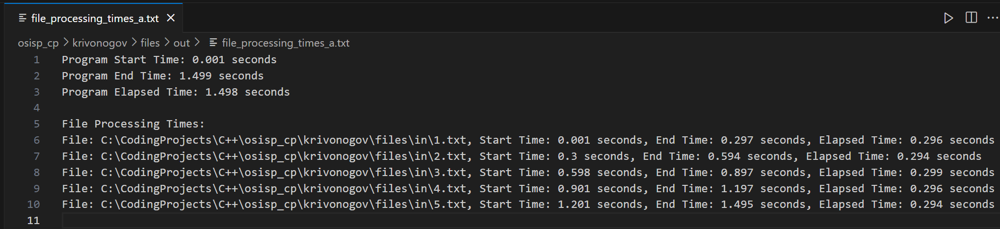 file_processing_times_a.txt
osisp_cp > krivonogov > files > out > file_processing_times_a.txt
1 Program Start Time: 0.001 seconds
2 Program End Time: 1.499 seconds
3 Program Elapsed Time: 1.498 seconds
4
5 File Processing Times:
6 File: C:\CodingProjects\C++\osisp_cp\krivonogov\files\in\1.txt, Start Time: 0.001 seconds, End Time: 0.297 seconds, Elapsed Time: 0.296 seconds
7 File: C:\CodingProjects\C++\osisp_cp\krivonogov\files\in\2.txt, Start Time: 0.3 seconds, End Time: 0.594 seconds, Elapsed Time: 0.294 seconds
8 File: C:\CodingProjects\C++\osisp_cp\krivonogov\files\in\3.txt, Start Time: 0.598 seconds, End Time: 0.897 seconds, Elapsed Time: 0.299 seconds
9 File: C:\CodingProjects\C++\osisp_cp\krivonogov\files\in\4.txt, Start Time: 0.901 seconds, End Time: 1.197 seconds, Elapsed Time: 0.296 seconds
10 File: C:\CodingProjects\C++\osisp_cp\krivonogov\files\in\5.txt, Start Time: 1.201 seconds, End Time: 1.495 seconds, Elapsed Time: 0.294 seconds
11